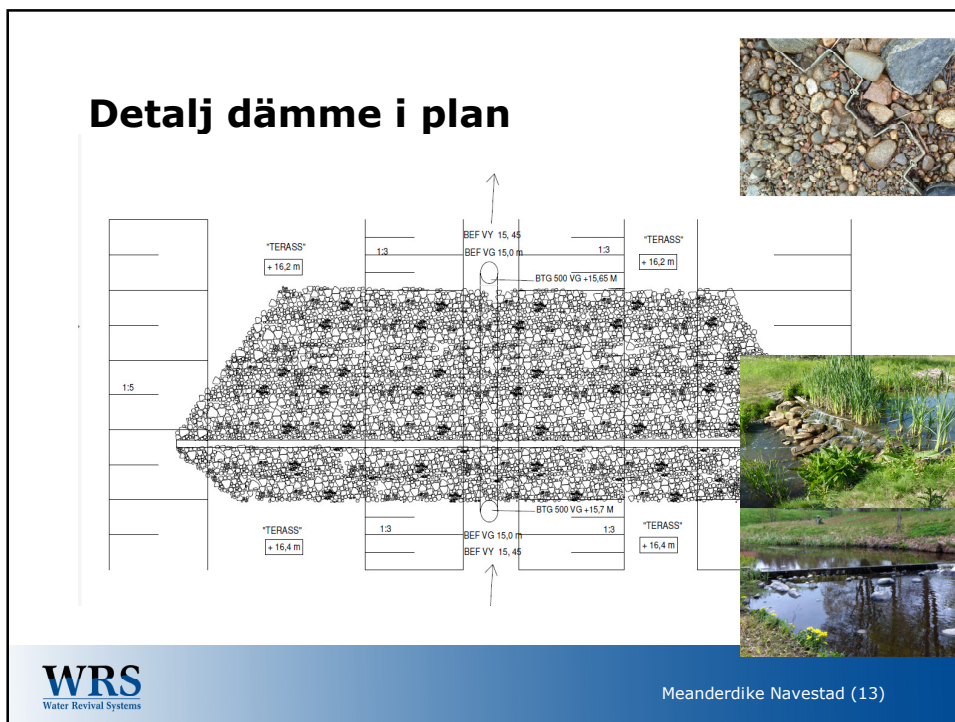 Detalj dämme i plan
BEF VY 15, 45
"TERASS"
1:3
BEF VG 15,0 m
1:3
"TERASS"
+ 16,2 m
+ 16,2 m
BTG 500 VG +15,65 M
1:5
BTG 500 VG +15,7 M
"TERASS"
1:3
BEF VG 15,0 m
1:3
"TERASS"
+ 16,4 m
BEF VY 15, 45
+ 16,4 m
WRS
Water Revival Systems
Meanderdike Navestad (13)